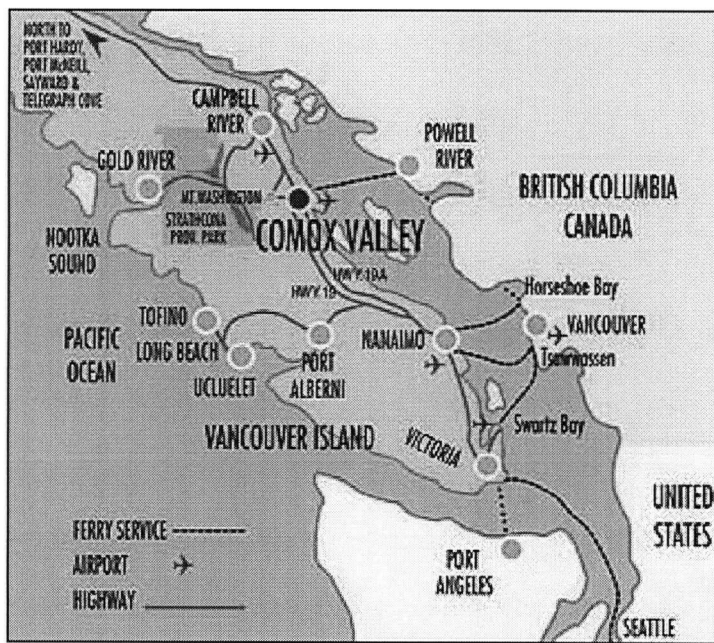 NORTH TO
PORT HARDY,
PORT McNEILL,
SAYWARD &
TELEGRAPH COVE
CAMPBELL
RIVER
POWELL
RIVER
GOLD RIVER
MT. WASHINGTON
STRATHCONA
PROV. PARK
BRITISH COLUMBIA
CANADA
COMOX VALLEY
NOOTKA
SOUND
HWY. 19A
HWY. 19
Horseshoe Bay
TOFINO
PACIFIC
OCEAN
LONG BEACH
NANAIMO
VANCOUVER
PORT
ALBERNI
Tsawwassen
UCLUELET
VANCOUVER ISLAND
VICTORIA
Swartz Bay
UNITED
STATES
FERRY SERVICE
AIRPORT
HIGHWAY
PORT
ANGELES
SEATTLE